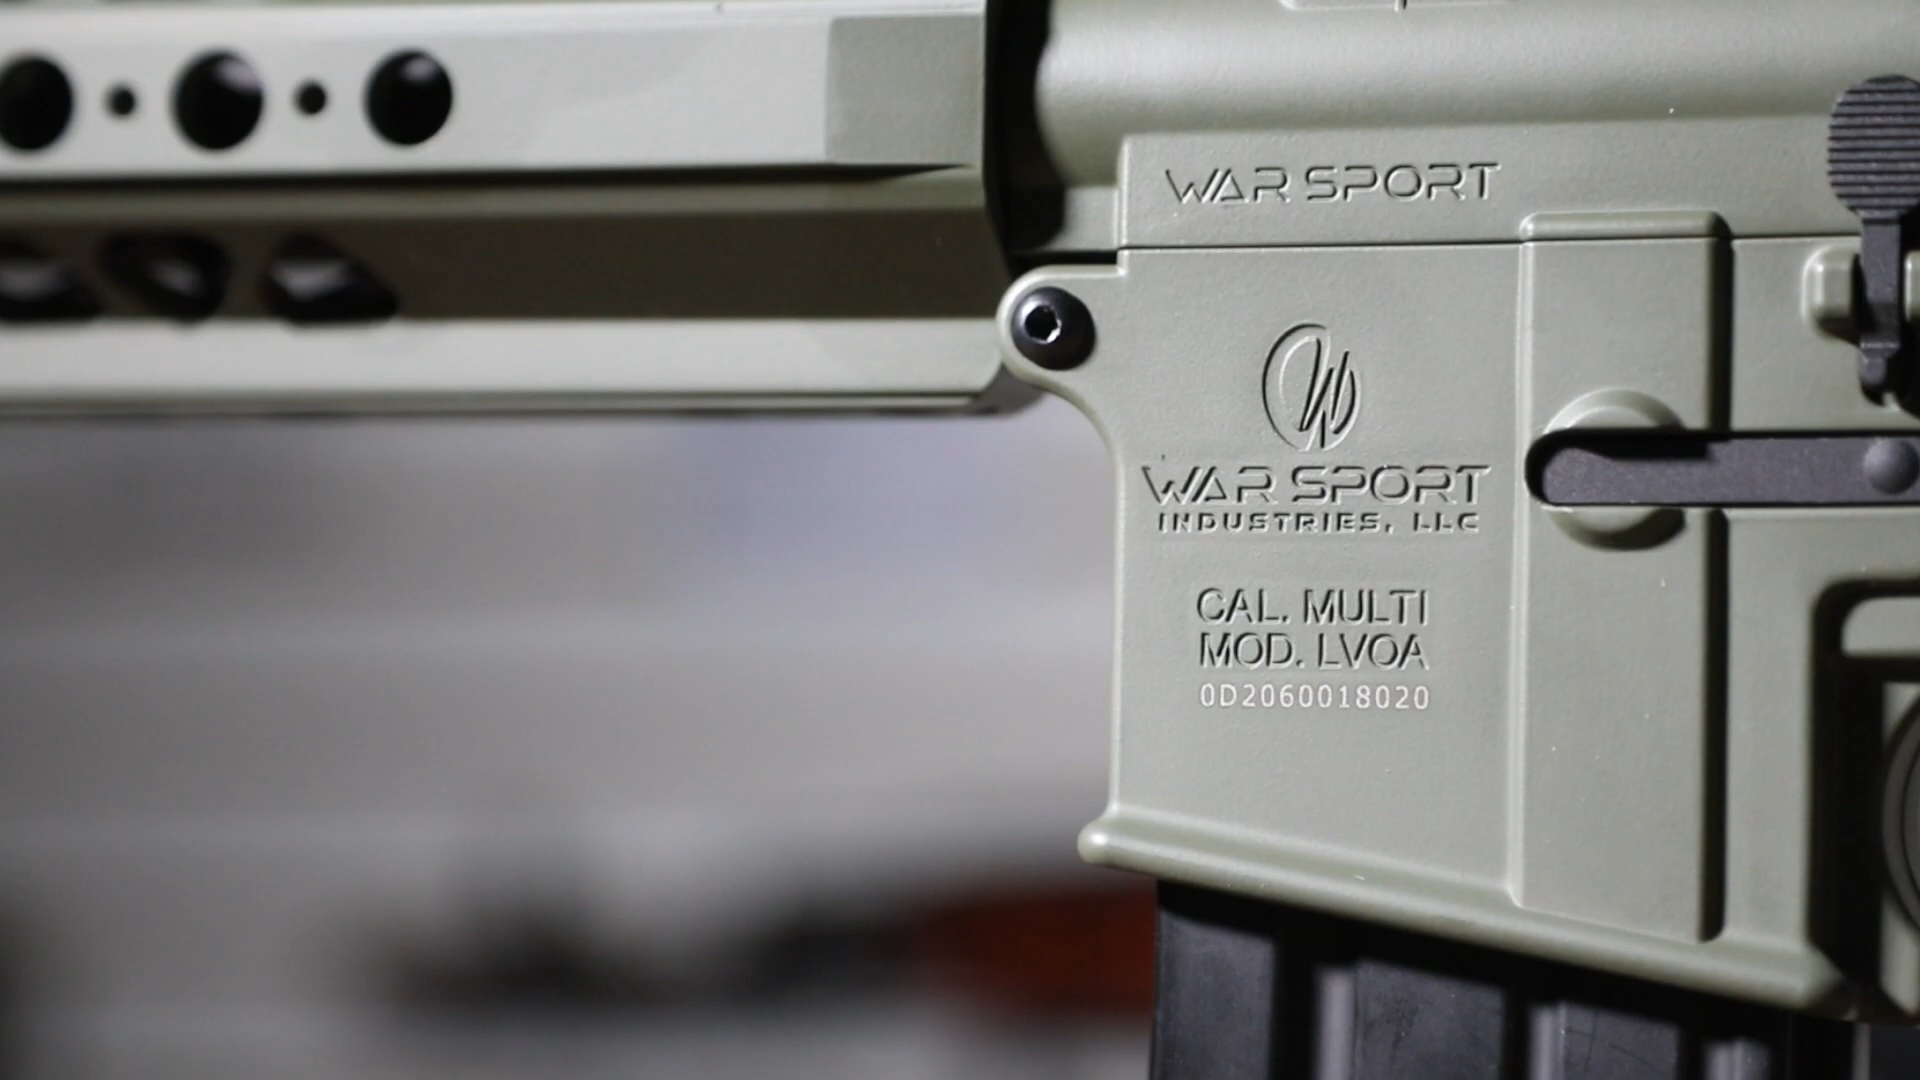 WAR SPORT
WAR SPORT
INDUSTRIES, LLC
CAL. MULTI
MOD. LVOA
0D2060018020